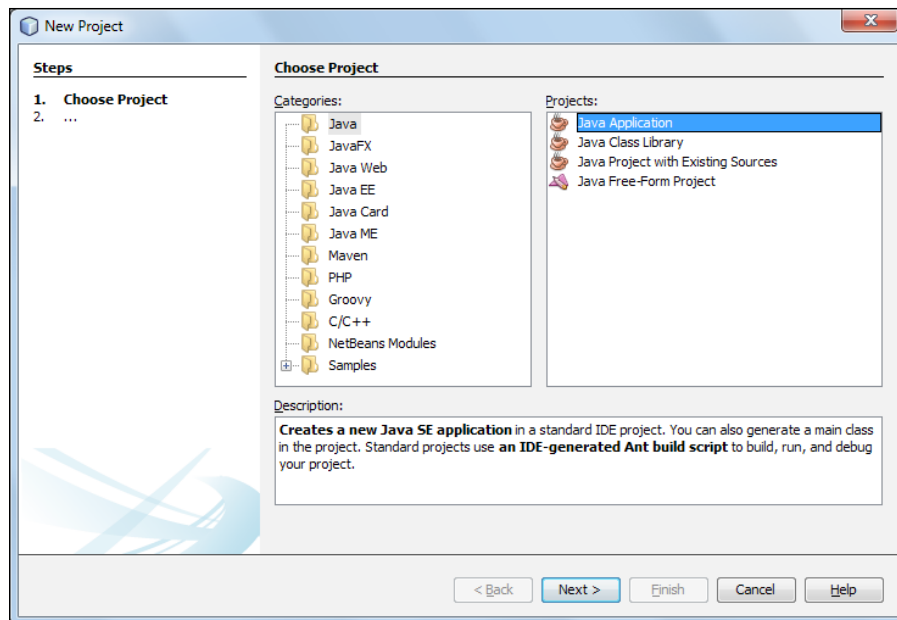 New Project
Steps
1. Choose Project
2. ...
Choose Project
Categories:
Java
JavaFX
Java Web
Java EE
Java Card
Java ME
Maven
PHP
Groovy
C/C++
NetBeans Modules
Samples
Projects:
Java Application
Java Class Library
Java Project with Existing Sources
Java Free-Form Project
Description:
Creates a new Java SE application in a standard IDE project. You can also generate a main class
in the project. Standard projects use an IDE-generated Ant build script to build, run, and debug
your project.
< Back
Next >
Finish
Cancel
Help